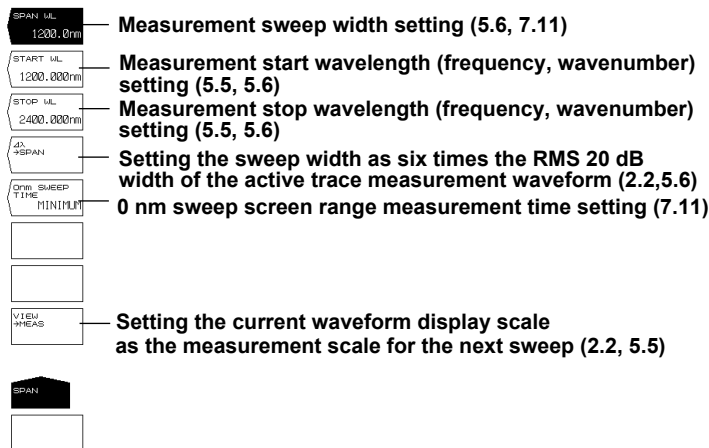 SPAN WL
1200.0nm
Measurement sweep width setting (5.6, 7.11)
START WL
1200.000nm
Measurement start wavelength (frequency, wavenumber)
setting (5.5, 5.6)
STOP WL
2400.000nm
Measurement stop wavelength (frequency, wavenumber)
setting (5.5, 5.6)
Δλ
→SPAN
Setting the sweep width as six times the RMS 20 dB
width of the active trace measurement waveform (2.2,5.6)
0nm SWEEP
TIME
MINIMUM
0 nm sweep screen range measurement time setting (7.11)
VIEW
→MEAS
Setting the current waveform display scale
as the measurement scale for the next sweep (2.2, 5.5)
SPAN